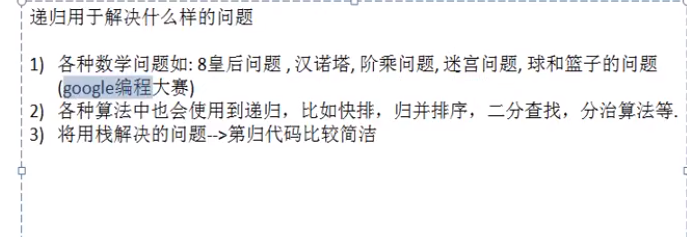 递归用于解决什么样的问题
1) 各种数学问题如: 8皇后问题 , 汉诺塔, 阶乘问题, 迷宫问题, 球和篮子的问题
(google编程大赛)
2) 各种算法中也会使用到递归，比如快排，归并排序，二分查找，分治算法等.
3) 将用栈解决的问题-->第归代码比较简洁